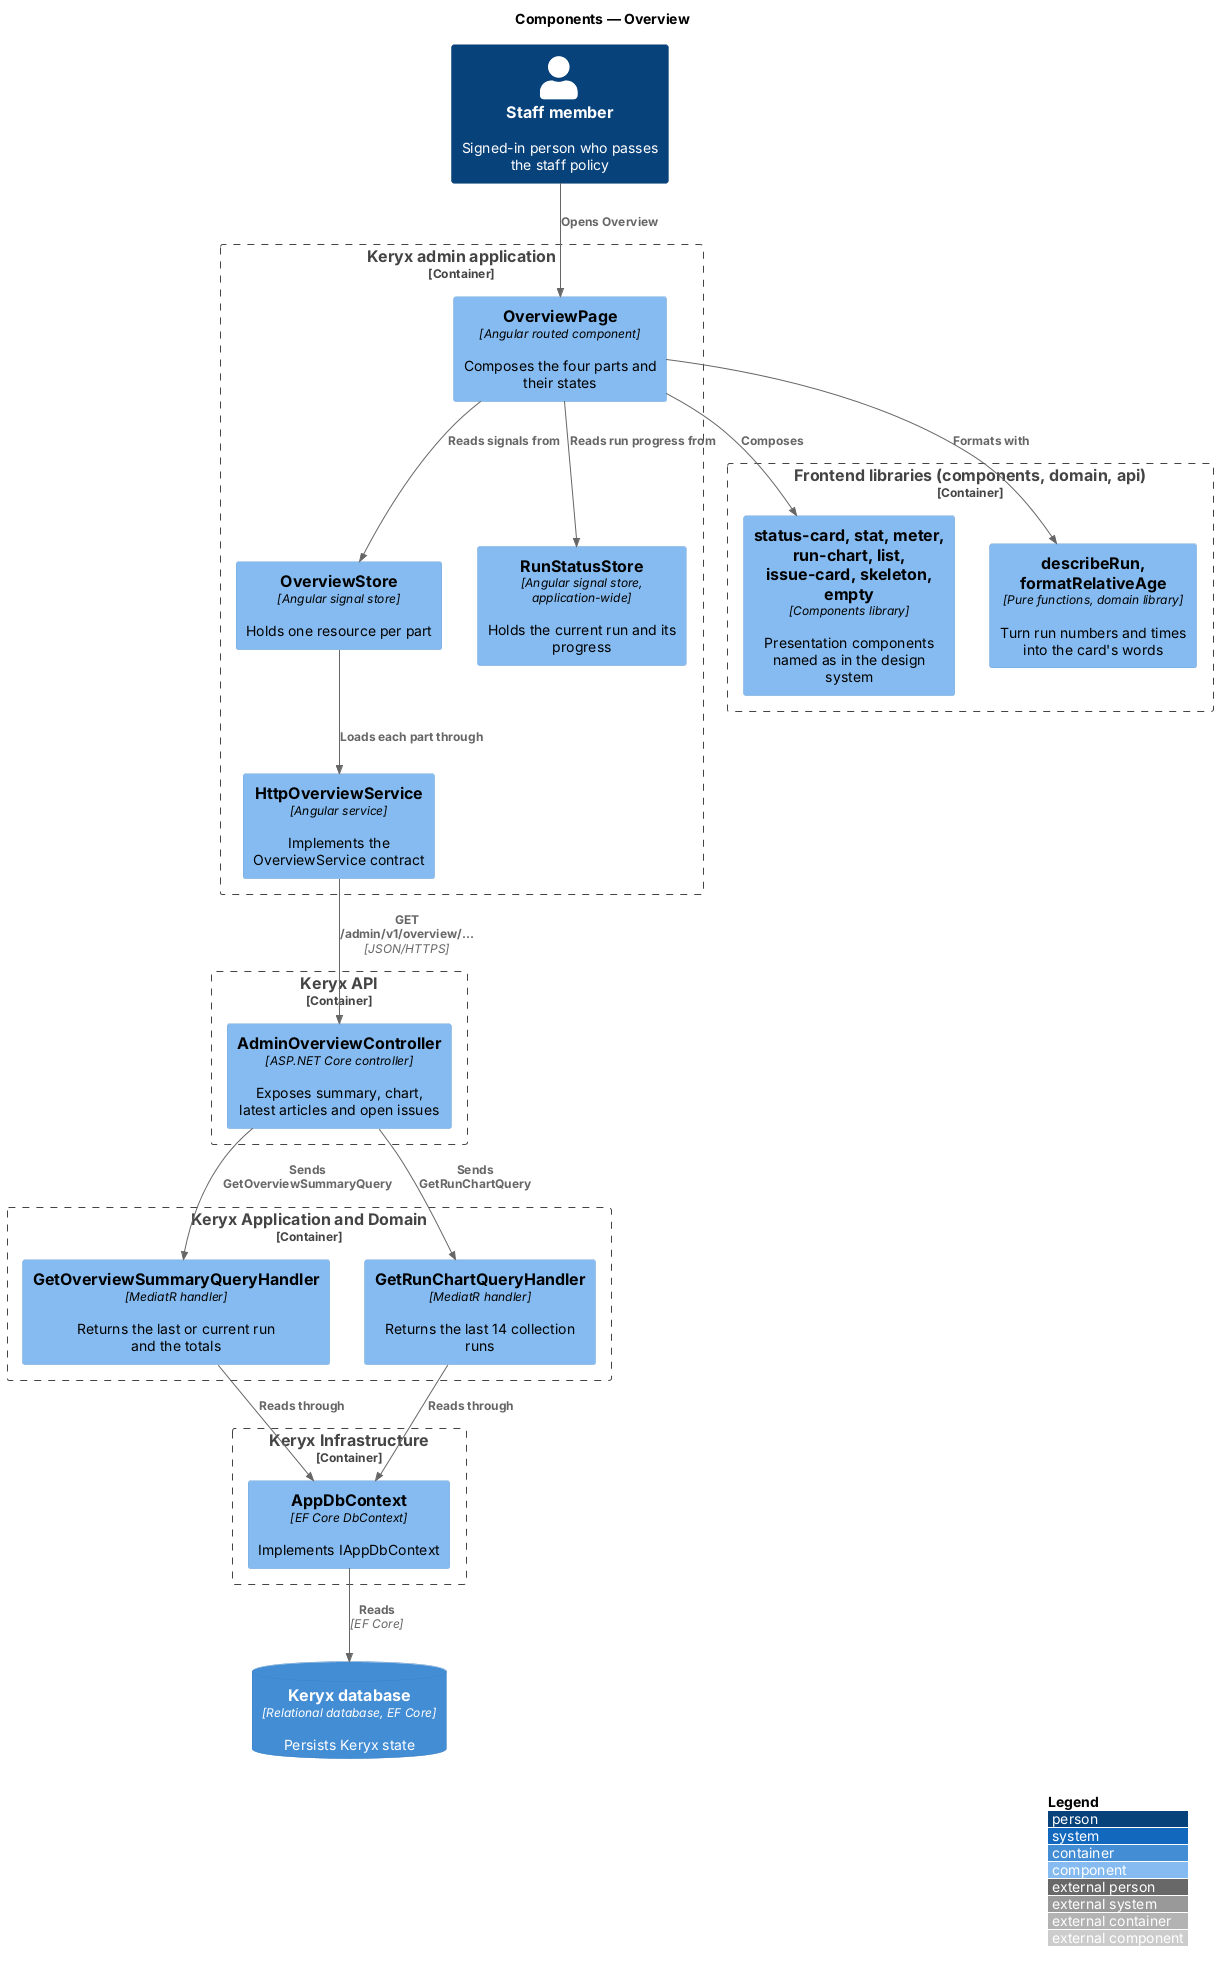 Components — Overview
Staff member
Signed-in person who passes
the staff policy
Opens Overview
Keryx admin application
[Container]
OverviewPage
[Angular routed component]
Composes the four parts and
their states
Reads signals from
Reads run progress from
Composes
Formats with
Frontend libraries (components, domain, api)
[Container]
status-card, stat, meter,
run-chart, list,
issue-card, skeleton,
empty
[Components library]
Presentation components
named as in the design
system
describeRun,
formatRelativeAge
[Pure functions, domain library]
Turn run numbers and times
into the card's words
OverviewStore
[Angular signal store]
Holds one resource per part
RunStatusStore
[Angular signal store,
application-wide]
Holds the current run and its
progress
Loads each part through
HttpOverviewService
[Angular service]
Implements the
OverviewService contract
GET
/admin/v1/overview/...
[JSON/HTTPS]
Keryx API
[Container]
AdminOverviewController
[ASP.NET Core controller]
Exposes summary, chart,
latest articles and open issues
Sends
GetOverviewSummaryQuery
Sends
GetRunChartQuery
Keryx Application and Domain
[Container]
GetOverviewSummaryQueryHandler
[MediatR handler]
Returns the last or current run
and the totals
GetRunChartQueryHandler
[MediatR handler]
Returns the last 14 collection
runs
Reads through
Reads through
Keryx Infrastructure
[Container]
AppDbContext
[EF Core DbContext]
Implements IAppDbContext
Reads
[EF Core]
Keryx database
[Relational database, EF Core]
Persists Keryx state
Legend
person
system
container
component
external person
external system
external container
external component